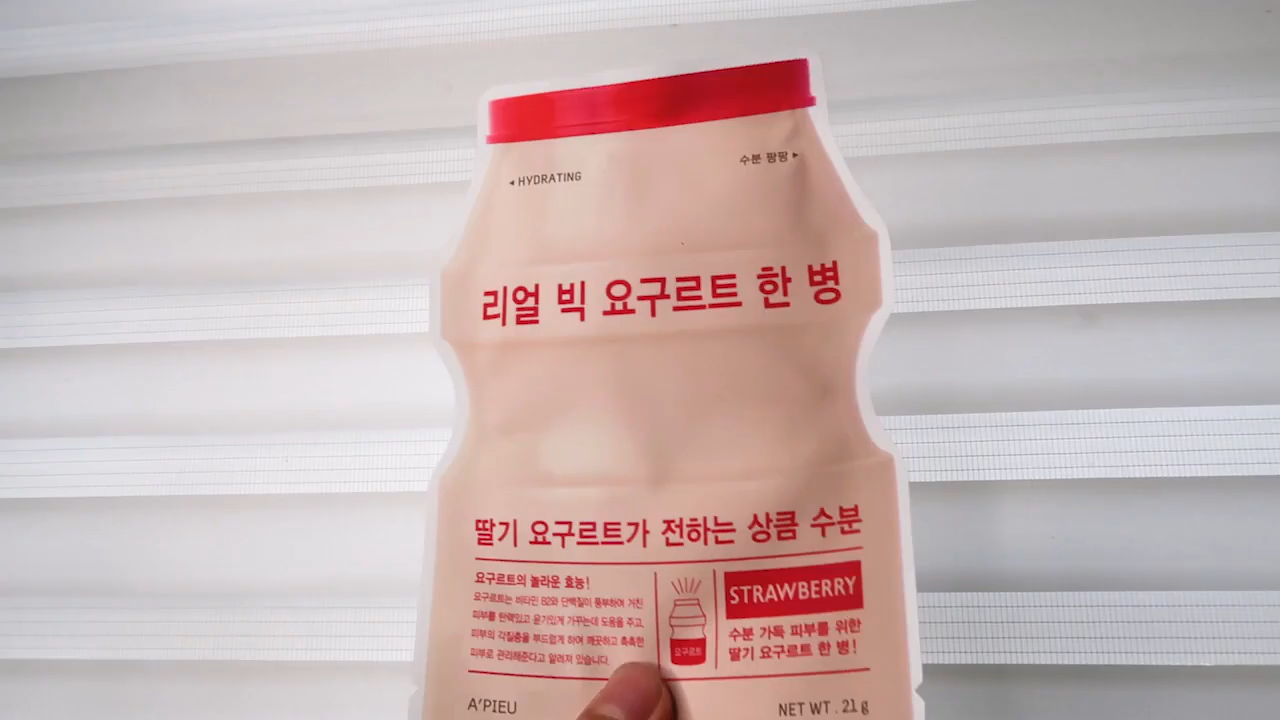 ◂ HYDRATING
수분 팡팡 ▸
리얼 빅 요구르트 한 병
딸기 요구르트가 전하는 상큼 수분
요구르트의 놀라운 효능!
요구르트는 비타민 B2와 단백질이 풍부하여 거친
피부를 탄력있고 윤기있게 가꾸는데 도움을 주고,
피부의 각질층을 부드럽게 하여 깨끗하고 촉촉한
피부로 관리해준다고 알려져 있습니다.
요구르트
STRAWBERRY
수분 가득 피부를 위한
딸기 요구르트 한 병!
A'PIEU
NET WT. 21 g